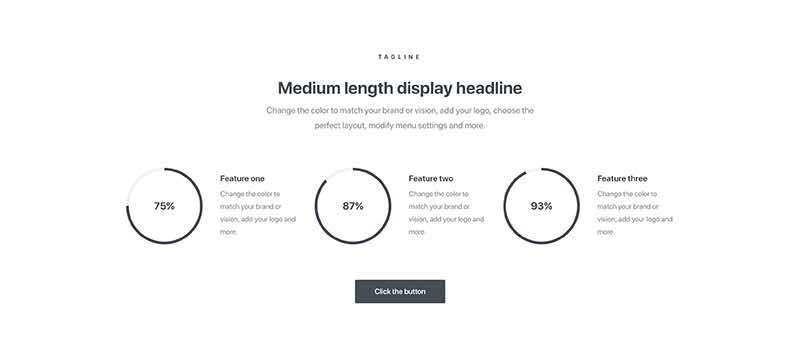 TAGLINE
Medium length display headline
Change the color to match your brand or vision, add your logo, choose the
perfect layout, modify menu settings and more.
75%
Feature one
Change the color to
match your brand or
vision, add your logo and
more.
87%
Feature two
Change the color to
match your brand or
vision, add your logo and
more.
93%
Feature three
Change the color to
match your brand or
vision, add your logo and
more.
Click the button